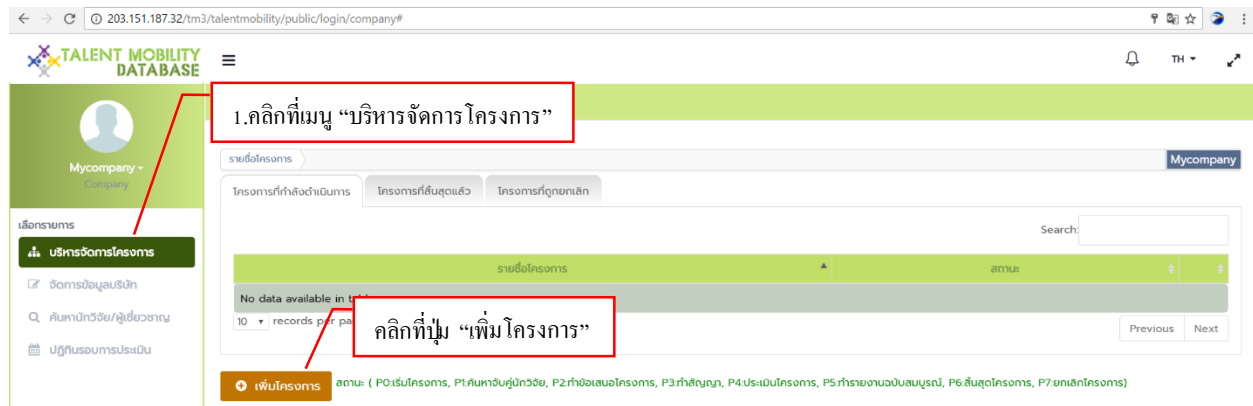 203.151.187.32/tm3/talentmobility/public/login/company#
TALENT MOBILITY
DATABASE
TH
1.คลิกที่เมนู “บริหารจัดการโครงการ”
Mycompany
Company
รายชื่อโครงการ
Mycompany
โครงการที่กำลังดำเนินการ โครงการที่สิ้นสุดแล้ว โครงการที่ถูกยกเลิก
เลือกรายการ
Search:
บริหารจัดการโครงการ
รายชื่อโครงการ สถานะ
จัดการข้อมูลบริษัท
No data available in
10 records per
คลิกที่ปุ่ม “เพิ่มโครงการ”
Previous Next
ค้นหานักวิจัย/ผู้เชี่ยวชาญ
ปฏิทินรอบการประเมิน
เพิ่มโครงการ สถานะ ( P0:เริ่มโครงการ, P1:ค้นหาจับคู่นักวิจัย, P2:ทำข้อเสนอโครงการ, P3:ทำสัญญา, P4:ประเมินโครงการ, P5:ทำรายงานฉบับสมบูรณ์, P6:สิ้นสุดโครงการ, P7:ยกเลิกโครงการ)